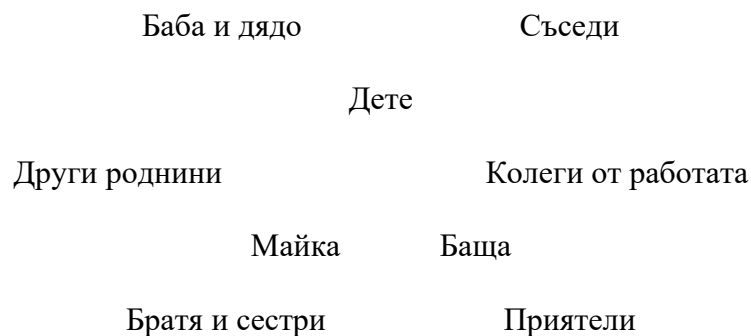 Баба и дядо Съседи
Дете
Други роднини Колеги от работата
Майка Баща
Братя и сестри Приятели